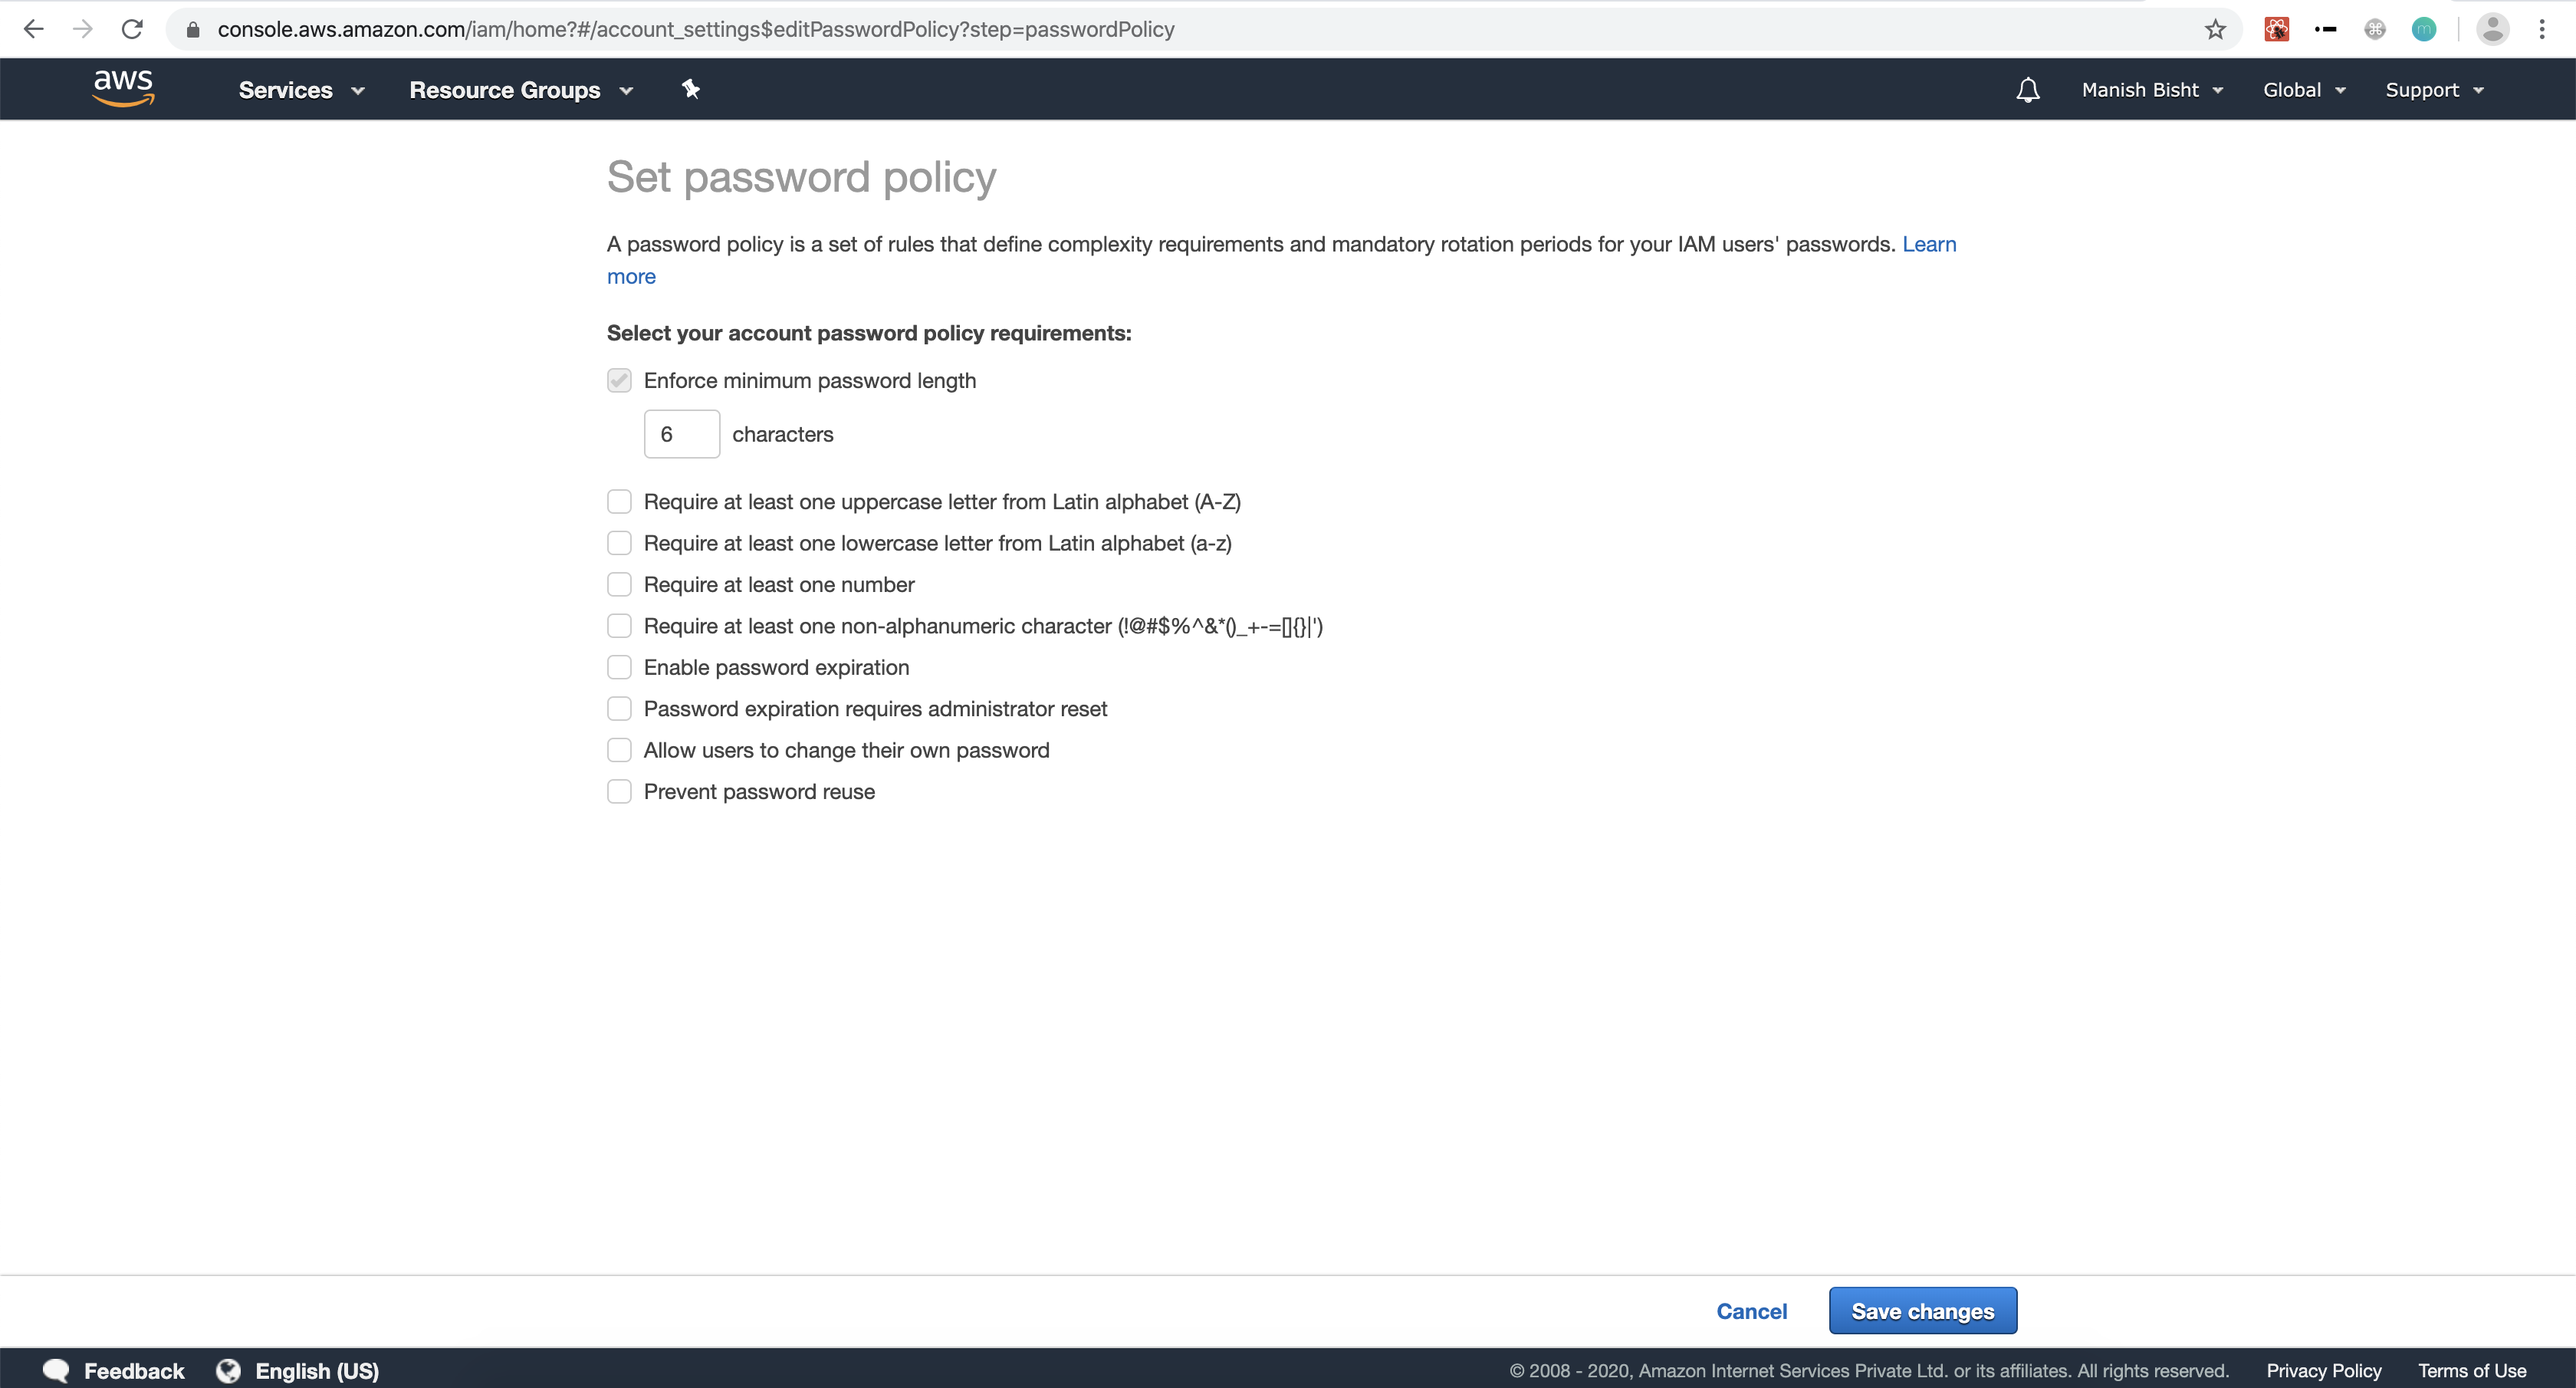 console.aws.amazon.com/iam/home?#/account_settings$editPasswordPolicy?step=passwordPolicy
m
aws
Services
Resource Groups
Manish Bisht
Global
Support
Set password policy
A password policy is a set of rules that define complexity requirements and mandatory rotation periods for your IAM users' passwords. Learn
more
Select your account password policy requirements:
Enforce minimum password length
6 characters
Require at least one uppercase letter from Latin alphabet (A-Z)
Require at least one lowercase letter from Latin alphabet (a-z)
Require at least one number
Require at least one non-alphanumeric character (!@#$%^&*()_+-=[]{}|')
Enable password expiration
Password expiration requires administrator reset
Allow users to change their own password
Prevent password reuse
Cancel
Save changes
Feedback
English (US)
© 2008 - 2020, Amazon Internet Services Private Ltd. or its affiliates. All rights reserved.
Privacy Policy
Terms of Use